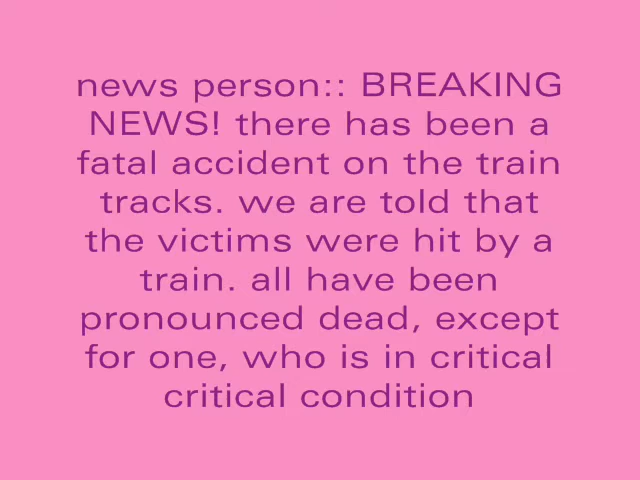 news person:: BREAKING
NEWS! there has been a
fatal accident on the train
tracks. we are told that
the victims were hit by a
train. all have been
pronounced dead, except
for one, who is in critical
critical condition